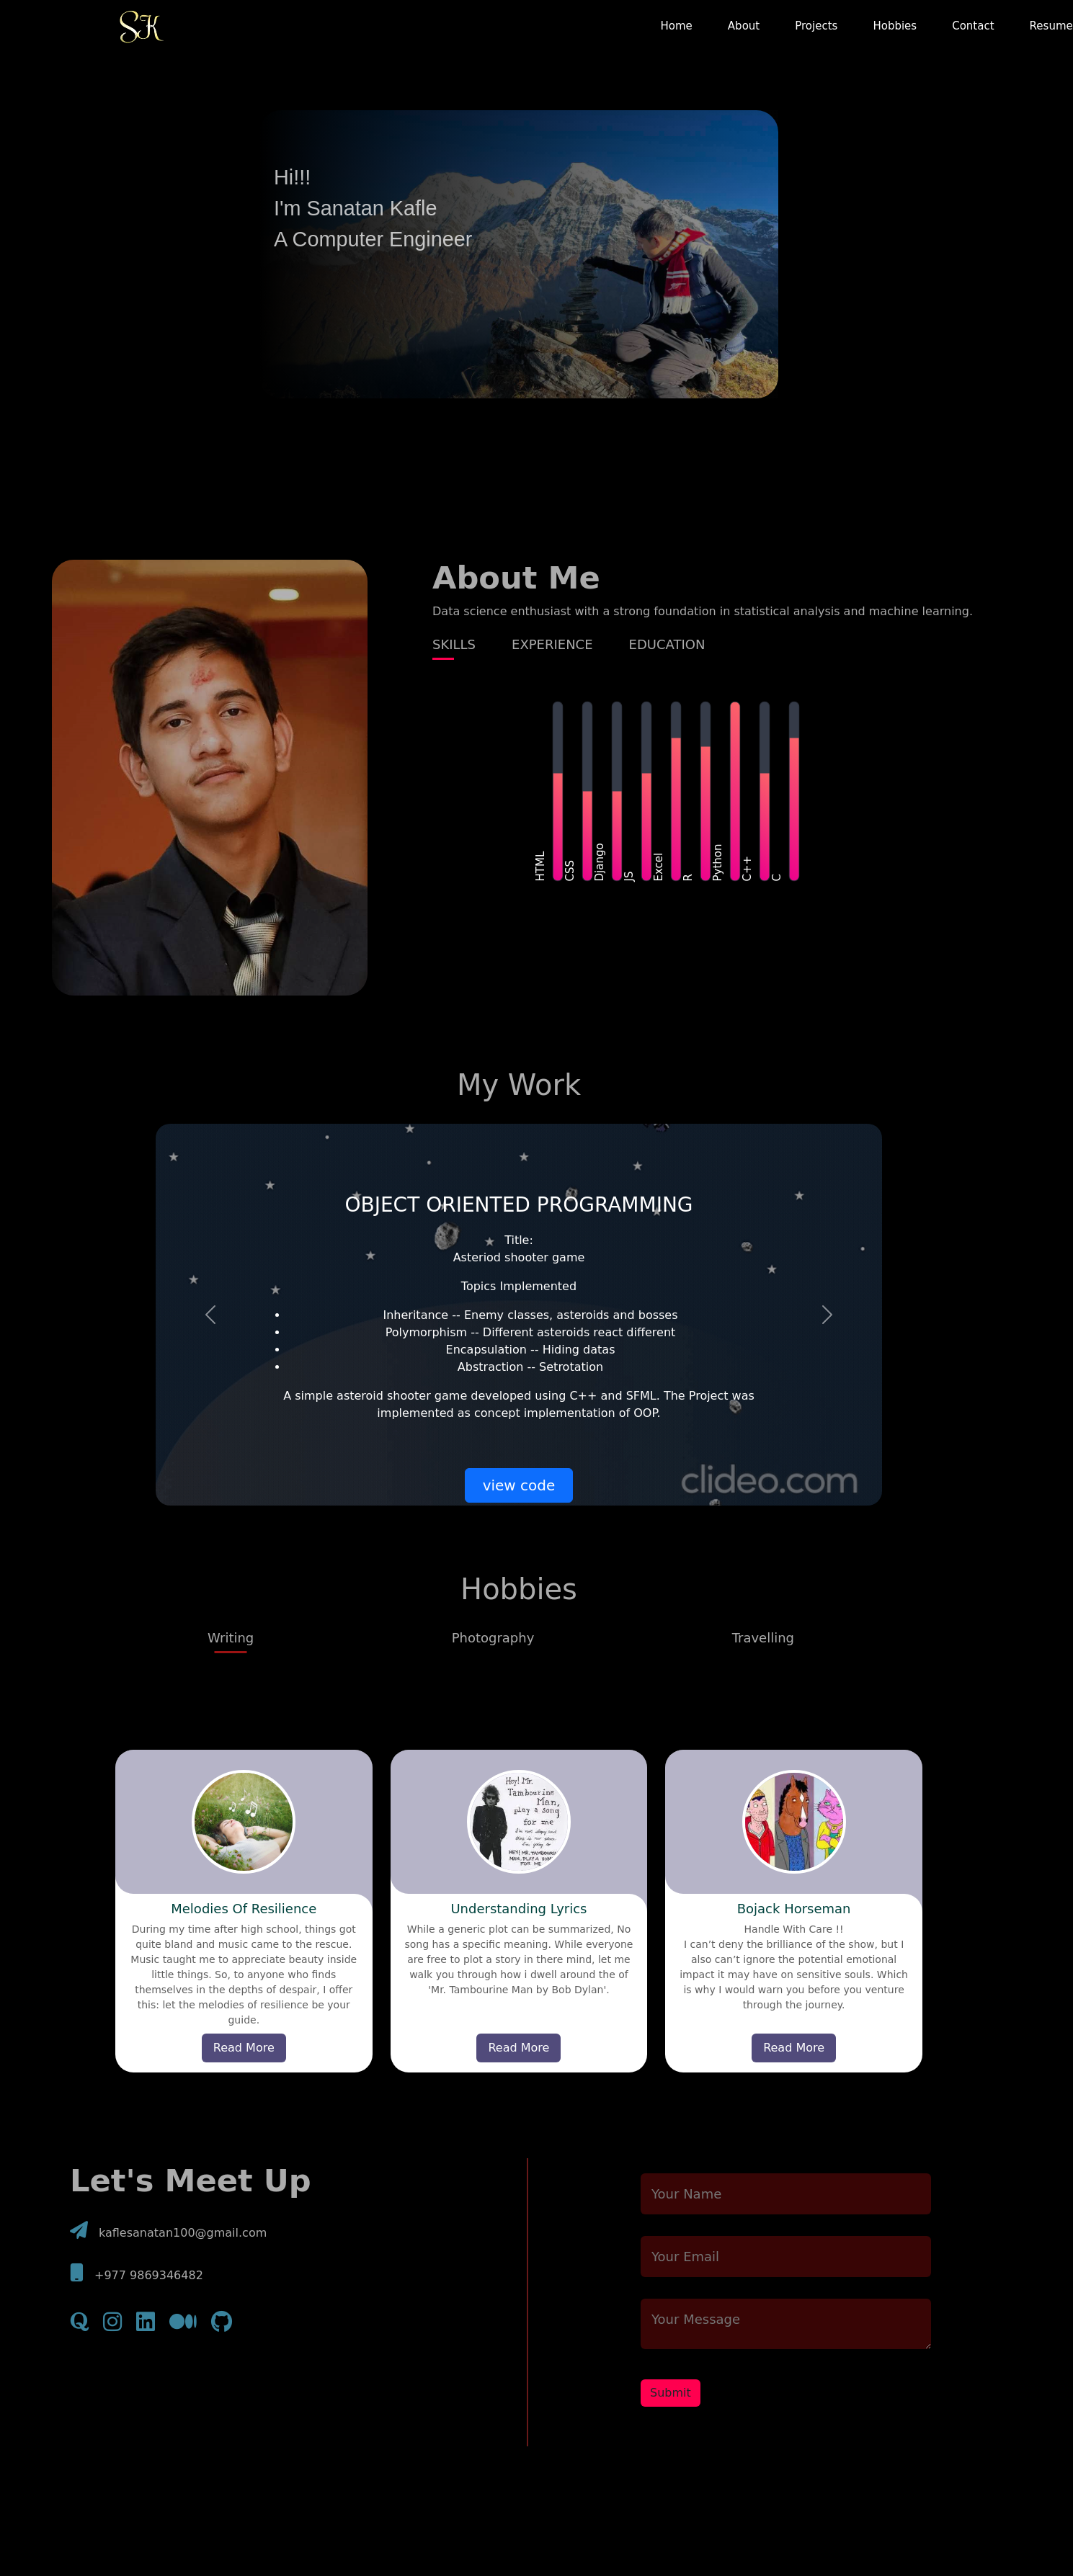 SK
Home About Projects Hobbies Contact Resume
Hi!!!
I'm Sanatan Kafle
A Computer Engineer
About Me
Data science enthusiast with a strong foundation in statistical analysis and machine learning.
SKILLS EXPERIENCE EDUCATION
HTML
CSS
Django
JS
Excel
R
Python
C++
C
My Work
OBJECT ORIENTED PROGRAMMING
Title:
Asteriod shooter game
Topics Implemented
Inheritance -- Enemy classes, asteroids and bosses
Polymorphism -- Different asteroids react different
Encapsulation -- Hiding datas
Abstraction -- Setrotation
A simple asteroid shooter game developed using C++ and SFML. The Project was
implemented as concept implementation of OOP.
view code
clideo.com
Hobbies
Writing Photography Travelling
Hey! Mr.
Tambourine
Man,
play a song
for me
Melodies Of Resilience
During my time after high school, things got
quite bland and music came to the rescue.
Music taught me to appreciate beauty inside
little things. So, to anyone who finds
themselves in the depths of despair, I offer
this: let the melodies of resilience be your
guide.
Read More
Understanding Lyrics
While a generic plot can be summarized, No
song has a specific meaning. While everyone
are free to plot a story in there mind, let me
walk you through how i dwell around the of
'Mr. Tambourine Man by Bob Dylan'.
Read More
Bojack Horseman
Handle With Care !!
I can’t deny the brilliance of the show, but I
also can’t ignore the potential emotional
impact it may have on sensitive souls. Which
is why I would warn you before you venture
through the journey.
Read More
Let's Meet Up
kaflesanatan100@gmail.com
+977 9869346482
Your Name
Your Email
Your Message
Submit